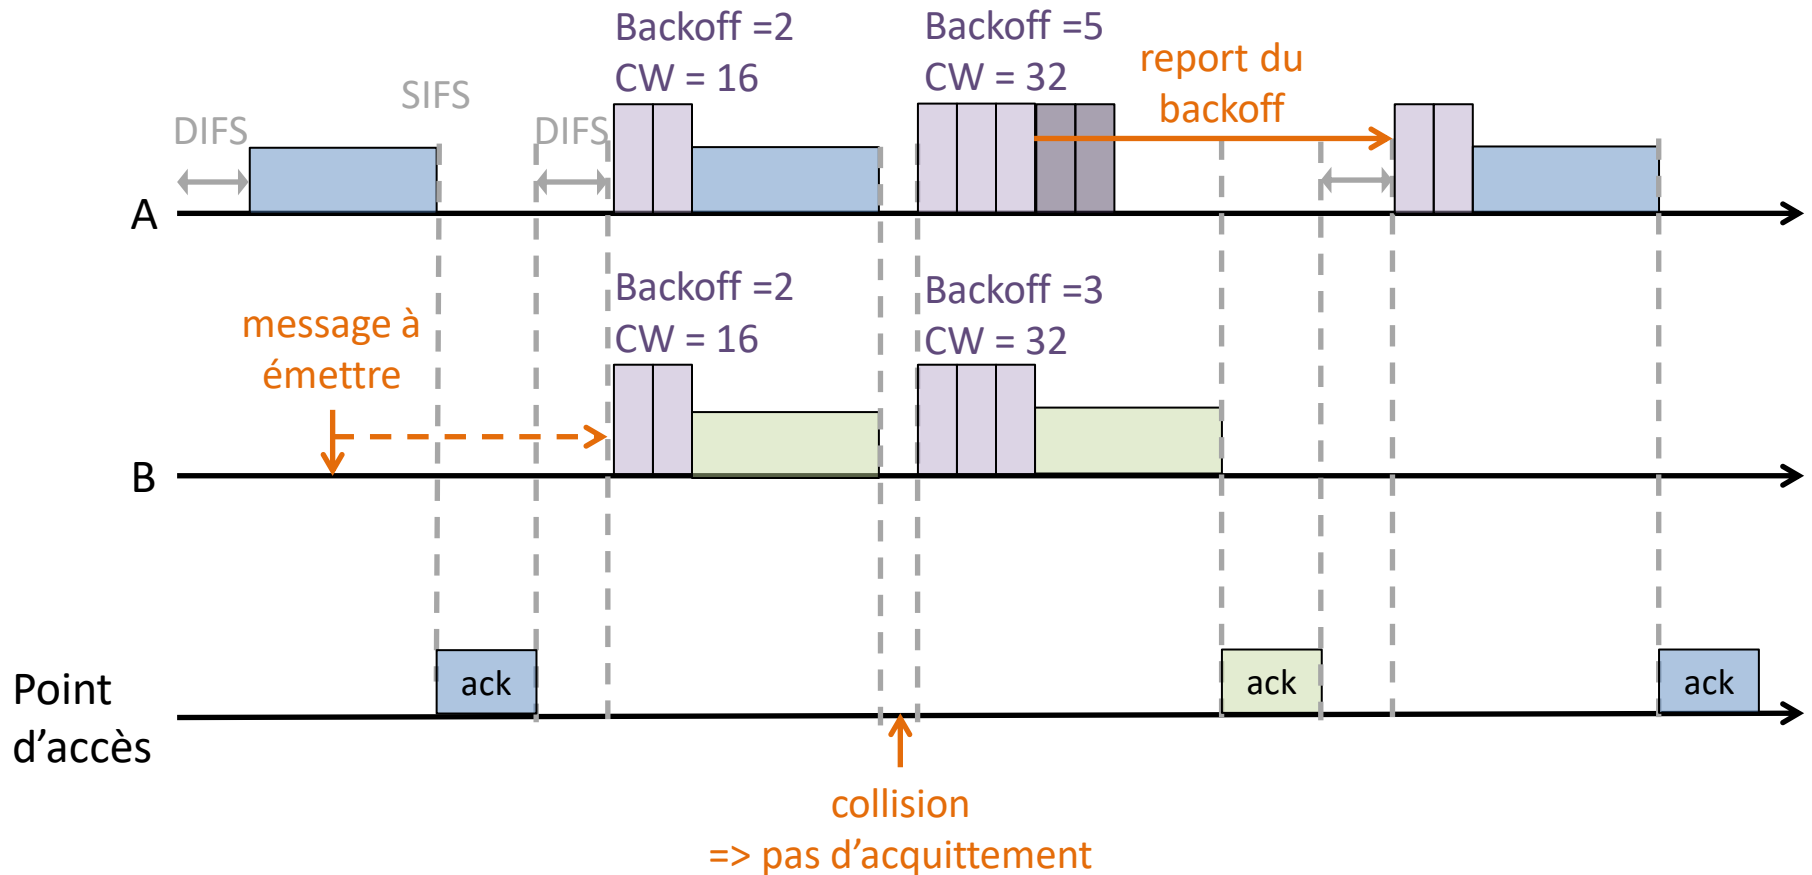 Backoff =2
CW = 16
Backoff =5
CW = 32
report du
backoff
SIFS
DIFS
DIFS
A
Backoff =2
CW = 16
Backoff =3
CW = 32
message à
émettre
B
ack
ack
ack
Point
d’accès
collision
=> pas d’acquittement